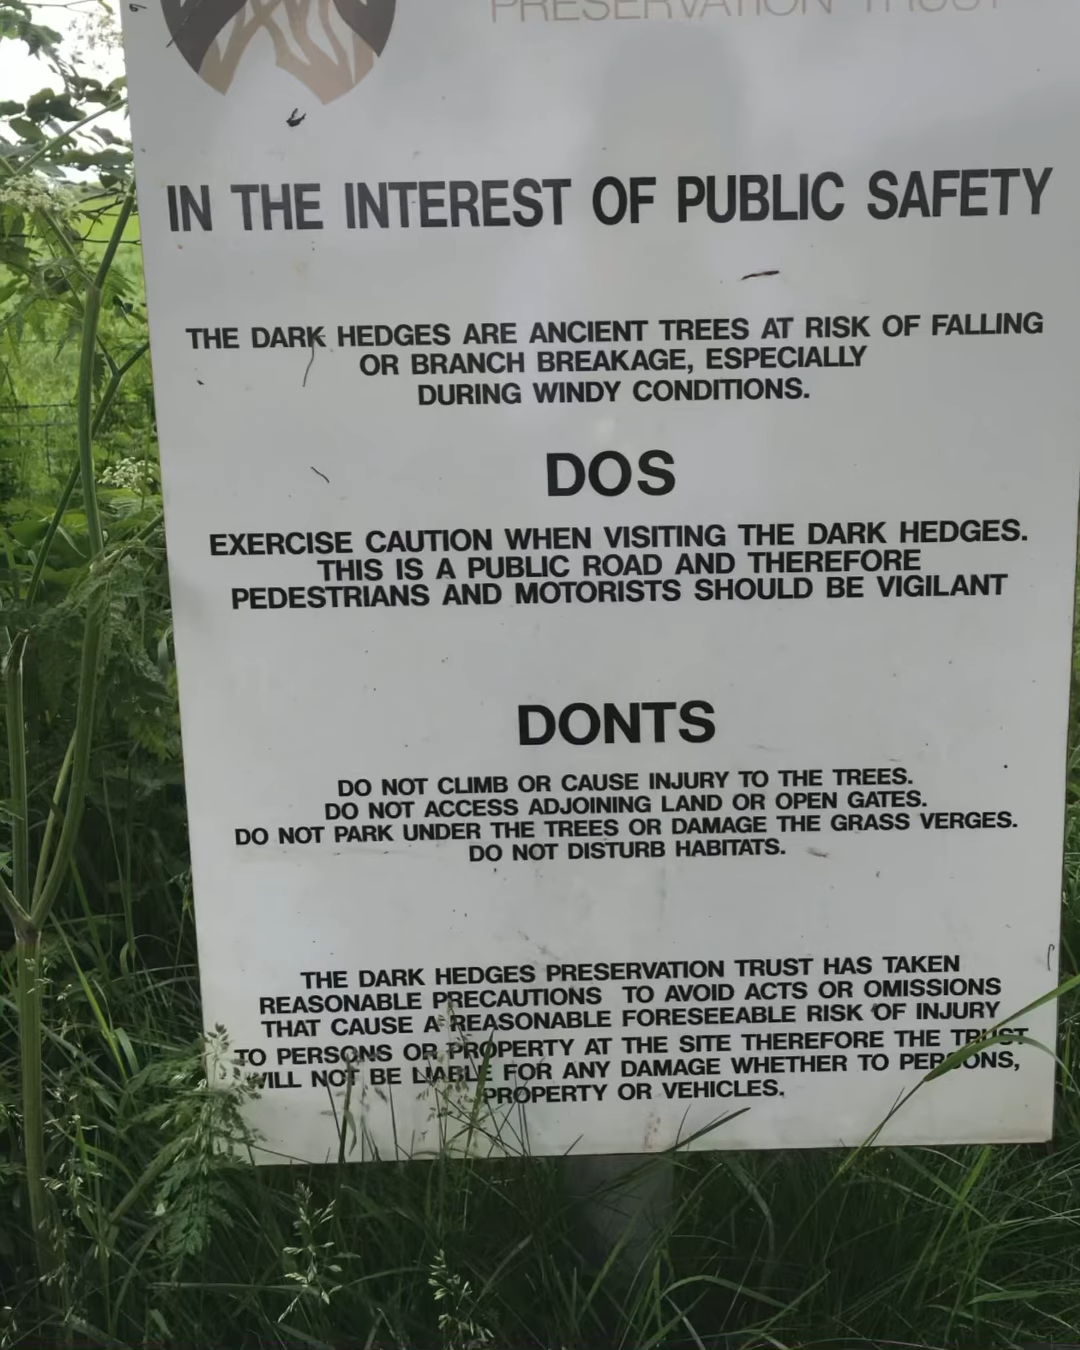 PRESERVATION TRUST
IN THE INTEREST OF PUBLIC SAFETY
THE DARK HEDGES ARE ANCIENT TREES AT RISK OF FALLING
OR BRANCH BREAKAGE, ESPECIALLY
DURING WINDY CONDITIONS.
DOS
EXERCISE CAUTION WHEN VISITING THE DARK HEDGES.
THIS IS A PUBLIC ROAD AND THEREFORE
PEDESTRIANS AND MOTORISTS SHOULD BE VIGILANT
DONTS
DO NOT CLIMB OR CAUSE INJURY TO THE TREES.
DO NOT ACCESS ADJOINING LAND OR OPEN GATES.
DO NOT PARK UNDER THE TREES OR DAMAGE THE GRASS VERGES.
DO NOT DISTURB HABITATS.
THE DARK HEDGES PRESERVATION TRUST HAS TAKEN
REASONABLE PRECAUTIONS TO AVOID ACTS OR OMISSIONS
THAT CAUSE A REASONABLE FORESEEABLE RISK OF INJURY
TO PERSONS OR PROPERTY AT THE SITE THEREFORE THE TRUST
WILL NOT BE LIABLE FOR ANY DAMAGE WHETHER TO PERSONS,
PROPERTY OR VEHICLES.